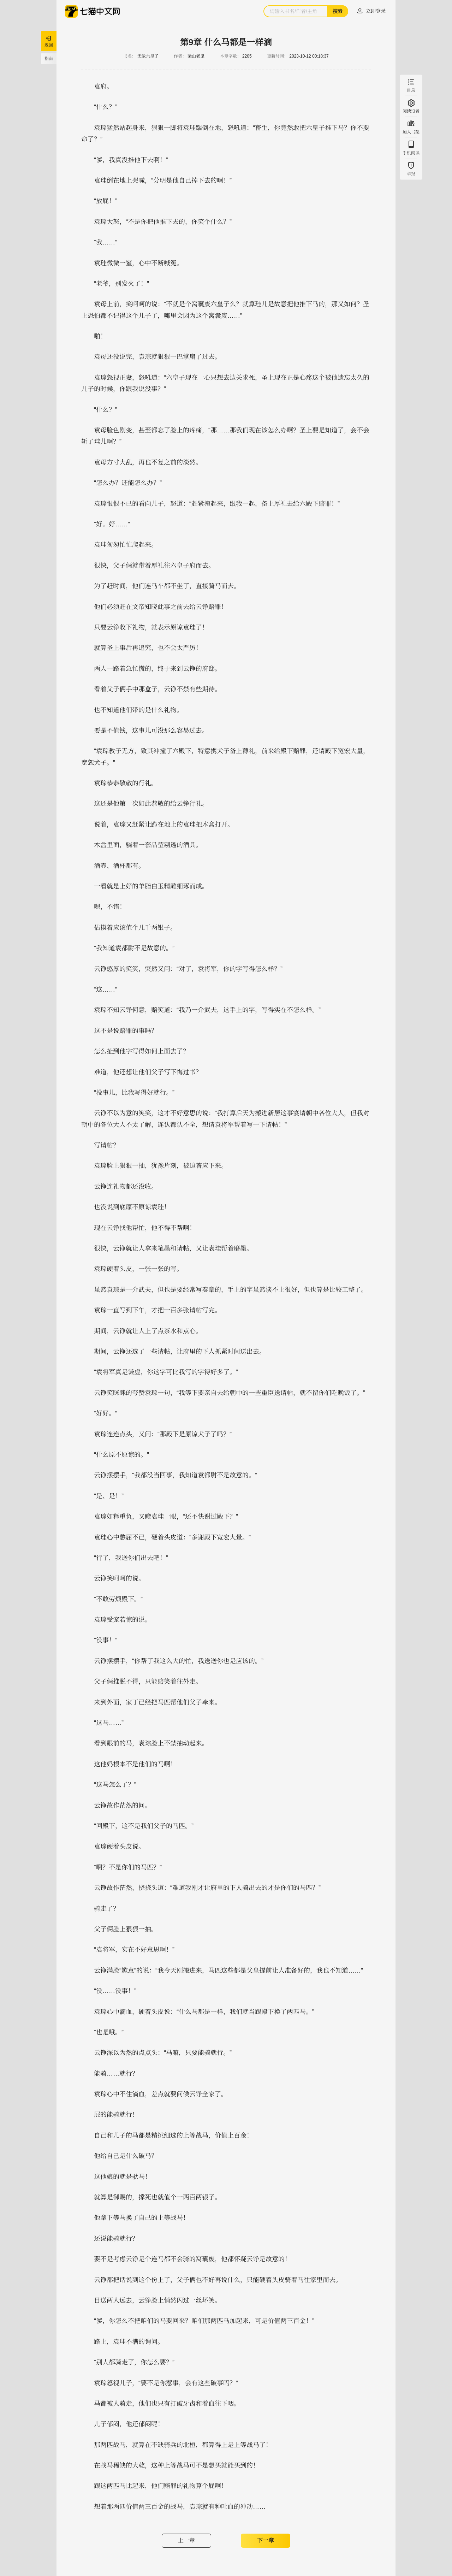 七猫中文网
请输入书名/作者/主角
搜索
立即登录
返回
书库
目录
阅读设置
加入书架
手机阅读
举报
第9章 什么马都是一样滴
书名： 无敌六皇子 作者： 梁山老鬼 本章字数： 2205 更新时间： 2023-10-12 00:16:37
袁府。
“什么？”
袁琮猛然站起身来，狠狠一脚将袁珪踹倒在地，怒吼道：“畜生，你竟然敢把六皇子推下马？你不要
命了？”
“爹，我真没推他下去啊！”
袁珪倒在地上哭喊，“分明是他自己掉下去的啊！”
“放屁！”
袁琮大怒，“不是你把他推下去的，你哭个什么？”
“我……”
袁珪微微一窒，心中不断喊冤。
“老爷，别发火了！”
袁母上前，笑呵呵的说：“不就是个窝囊废六皇子么？就算珪儿是故意把他推下马的，那又如何？圣
上恐怕都不记得这个儿子了，哪里会因为这个窝囊废……”
啪！
袁母还没说完，袁琮就狠狠一巴掌扇了过去。
袁琮怒视正妻，怒吼道：“六皇子现在一心只想去边关求死，圣上现在正是心疼这个被他遗忘太久的
儿子的时候，你跟我说没事？”
“什么？”
袁母脸色剧变，甚至都忘了脸上的疼痛，“那……那我们现在该怎么办啊？圣上要是知道了，会不会
斩了珪儿啊？”
袁母方寸大乱，再也不复之前的淡然。
“怎么办？还能怎么办？”
袁琮恨恨不已的看向儿子，怒道：“赶紧滚起来，跟我一起，备上厚礼去给六殿下赔罪！”
“好、好……”
袁珪匆匆忙忙爬起来。
很快，父子俩就带着厚礼往六皇子府而去。
为了赶时间，他们连马车都不坐了，直接骑马而去。
他们必须赶在文帝知晓此事之前去给云铮赔罪！
只要云铮收下礼物，就表示原谅袁珪了！
就算圣上事后再追究，也不会太严厉！
两人一路着急忙慌的，终于来到云铮的府邸。
看着父子俩手中那盒子，云铮不禁有些期待。
也不知道他们带的是什么礼物。
要是不值钱，这事儿可没那么容易过去。
“袁琮教子无方，致其冲撞了六殿下，特意携犬子备上薄礼，前来给殿下赔罪，还请殿下宽宏大量，
宽恕犬子。”
袁琮恭恭敬敬的行礼。
这还是他第一次如此恭敬的给云铮行礼。
说着，袁琮又赶紧让跪在地上的袁珪把木盒打开。
木盒里面，躺着一套晶莹剔透的酒具。
酒壶，酒杯都有。
一看就是上好的羊脂白玉精雕细琢而成。
嗯，不错！
估摸着应该值个几千两银子。
“我知道袁都尉不是故意的。”
云铮憨厚的笑笑，突然又问：“对了，袁将军，你的字写得怎么样？”
“这……”
袁琮不知云铮何意，赔笑道：“我乃一介武夫，这手上的字，写得实在不怎么样。”
这不是说赔罪的事吗？
怎么扯到他字写得如何上面去了？
难道，他还想让他们父子写下悔过书？
“没事儿，比我写得好就行。”
云铮不以为意的笑笑，这才不好意思的说：“我打算后天为搬进新居这事宴请朝中各位大人，但我对
朝中的各位大人不太了解，连认都认不全，想请袁将军帮着写一下请帖！”
写请帖？
袁琮脸上狠狠一抽，犹豫片刻，被迫答应下来。
云铮连礼物都还没收。
也没说到底原不原谅袁珪！
现在云铮找他帮忙，他不得不帮啊！
很快，云铮就让人拿来笔墨和请帖，又让袁珪帮着磨墨。
袁琮硬着头皮，一张一张的写。
虽然袁琮是一介武夫，但也是要经常写奏章的，手上的字虽然谈不上很好，但也算是比较工整了。
袁琮一直写到下午，才把一百多张请帖写完。
期间，云铮就让人上了点茶水和点心。
期间，云铮还选了一些请帖，让府里的下人抓紧时间送出去。
“袁将军真是谦虚，你这字可比我写的字得好多了。”
云铮笑眯眯的夸赞袁琮一句，“我等下要亲自去给朝中的一些重臣送请帖，就不留你们吃晚饭了。”
“好好。”
袁琮连连点头，又问：“那殿下是原谅犬子了吗？”
“什么原不原谅的。”
云铮摆摆手，“我都没当回事，我知道袁都尉不是故意的。”
“是、是！”
袁琮如释重负，又瞪袁珪一眼，“还不快谢过殿下？”
袁珪心中憋屈不已，硬着头皮道：“多谢殿下宽宏大量。”
“行了，我送你们出去吧！”
云铮笑呵呵的说。
“不敢劳烦殿下。”
袁琮受宠若惊的说。
“没事！”
云铮摆摆手，“你帮了我这么大的忙，我送送你也是应该的。”
父子俩推脱不得，只能赔笑着往外走。
来到外面，家丁已经把马匹帮他们父子牵来。
“这马……”
看到眼前的马，袁琮脸上不禁抽动起来。
这他妈根本不是他们的马啊！
“这马怎么了？”
云铮故作茫然的问。
“回殿下，这不是我们父子的马匹。”
袁琮硬着头皮说。
“啊？不是你们的马匹？”
云铮故作茫然，挠挠头道：“难道我刚才让府里的下人骑出去的才是你们的马匹？”
骑走了？
父子俩脸上狠狠一抽。
“袁将军，实在不好意思啊！”
云铮满脸“歉意”的说：“我今天刚搬进来，马匹这些都是父皇提前让人准备好的，我也不知道……”
“没……没事！”
袁琮心中滴血，硬着头皮说：“什么马都是一样，我们就当跟殿下换了两匹马。”
“也是哦。”
云铮深以为然的点点头：“马嘛，只要能骑就行。”
能骑……就行？
袁琮心中不住滴血，差点就要问候云铮全家了。
屁的能骑就行！
自己和儿子的马都是精挑细选的上等战马，价值上百金！
他给自己是什么破马？
这他娘的就是驮马！
就算是御赐的，撑死也就值个一两百两银子。
他拿下等马换了自己的上等战马！
还说能骑就行？
要不是考虑云铮是个连马都不会骑的窝囊废，他都怀疑云铮是故意的！
云铮都把话说到这个份上了，父子俩也不好再说什么，只能硬着头皮骑着马往家里而去。
目送两人远去，云铮脸上悄然闪过一丝坏笑。
“爹，你怎么不把咱们的马要回来？咱们那两匹马加起来，可是价值两三百金！”
路上，袁珪不满的询问。
“别人都骑走了，你怎么要？”
袁琮怒视儿子，“要不是你惹事，会有这些破事吗？”
马都被人骑走，他们也只有打破牙齿和着血往下咽。
儿子郁闷，他还郁闷呢！
那两匹战马，就算在不缺骑兵的北桓，都算得上是上等战马了！
在战马稀缺的大乾，这种上等战马可不是想买就能买到的！
跟这两匹马比起来，他们赔罪的礼物算个屁啊！
想着那两匹价值两三百金的战马，袁琮就有种吐血的冲动……
上一章
下一章